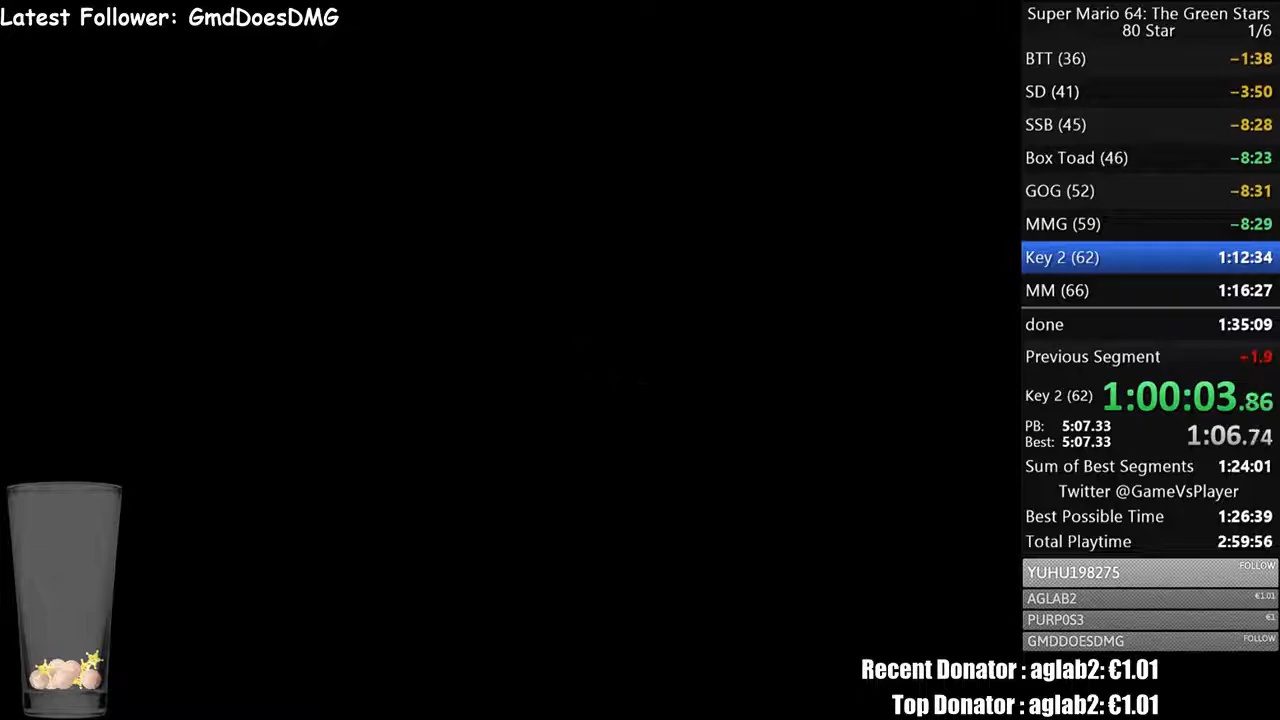 Latest Follower: GmdDoesDMG
Super Mario 64: The Green Stars
80 Star 1/6
BTT (36) −1:38
SD (41) −3:50
SSB (45) −8:28
Box Toad (46) −8:23
GOG (52) −8:31
MMG (59) −8:29
Key 2 (62) 1:12:34
MM (66) 1:16:27
done 1:35:09
Previous Segment −1.9
Key 2 (62) 1:00:03.86
PB: 5:07.33
Best: 5:07.33 1:06.74
Sum of Best Segments 1:24:01
Twitter @GameVsPlayer
Best Possible Time 1:26:39
Total Playtime 2:59:56
YUHU198275 FOLLOW
AGLAB2 €1.01
PURP0S3 €1
GMDDOESDMG FOLLOW
Recent Donator : aglab2: €1.01
Top Donator : aglab2: €1.01